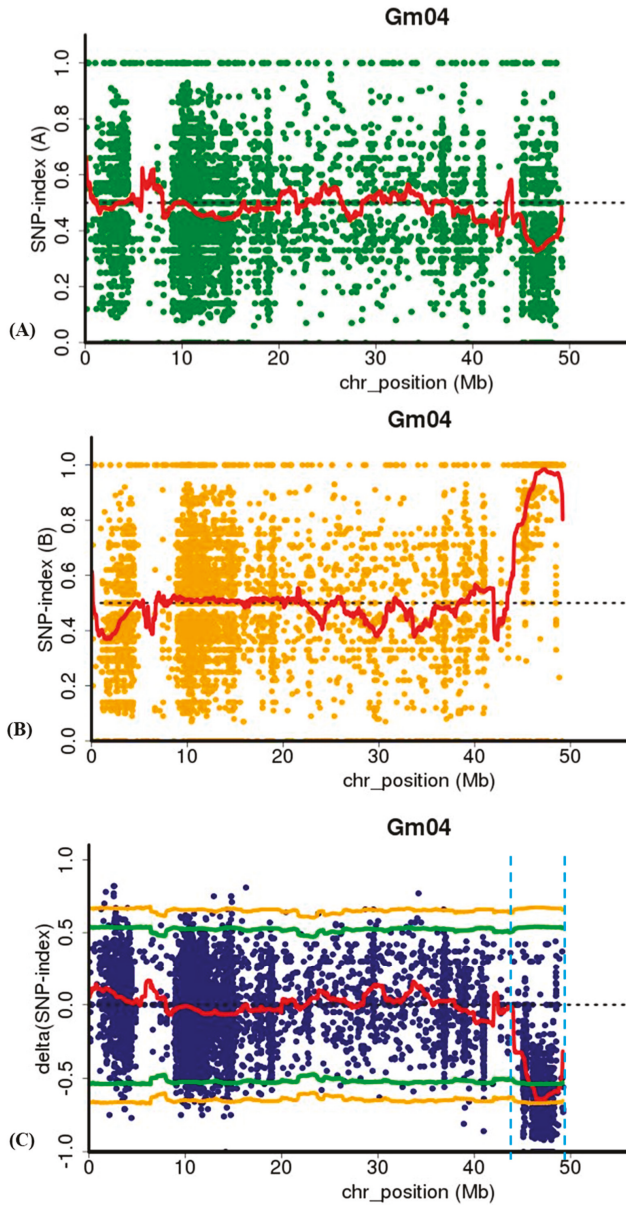 Gm04
SNP-index (A)
1.0
0.8
0.6
0.4
0.2
0.0
(A)
0 10 20 30 40 50
chr_position (Mb)
Gm04
SNP-index (B)
1.0
0.8
0.6
0.4
0.2
0.0
(B)
0 10 20 30 40 50
chr_position (Mb)
Gm04
delta(SNP-index)
1.0
0.5
0.0
-0.5
-1.0
(C)
0 10 20 30 40 50
chr_position (Mb)